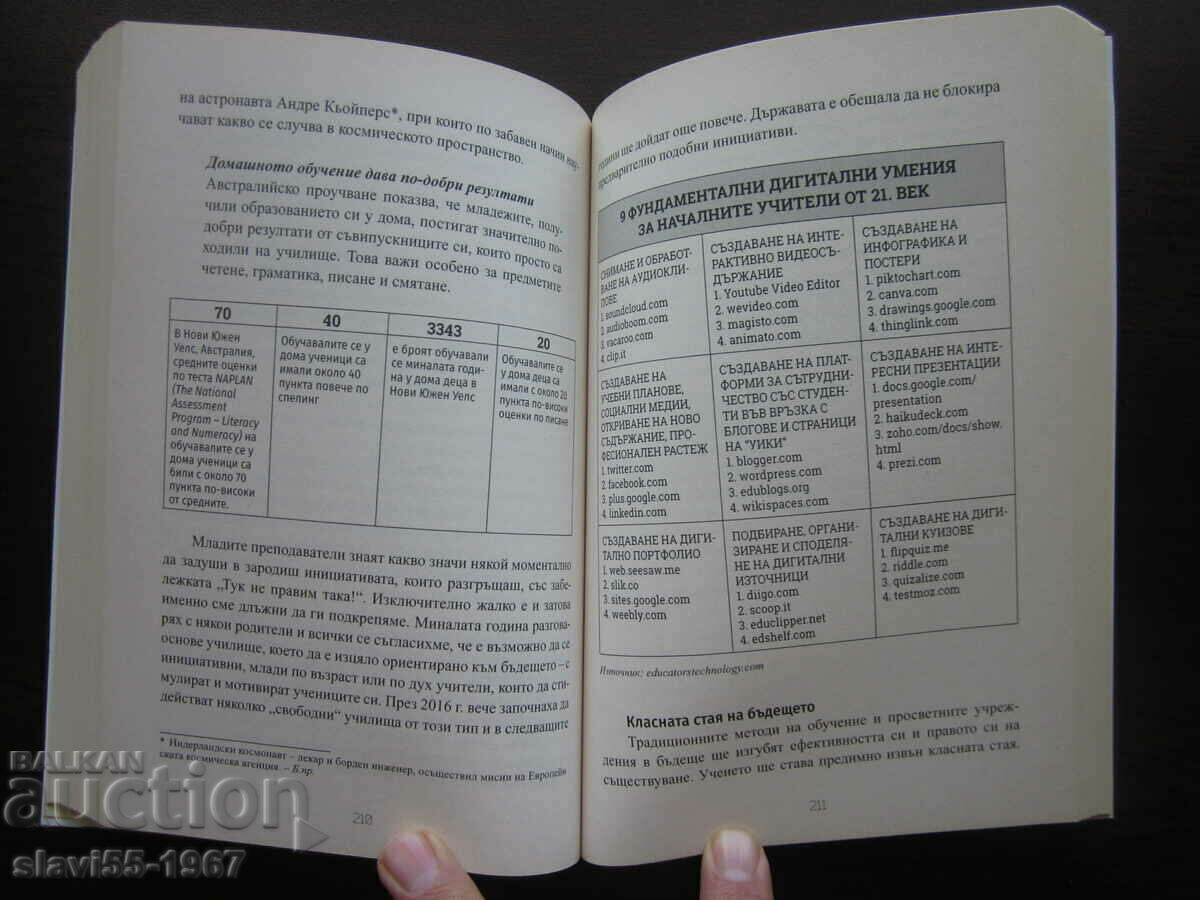 на астронавта Андре Кьойперс*, при които по забавен начин нау-
чават какво се случва в космическото пространство.
Домашното обучение дава по-добри резултати
Австралийско проучване показва, че младежите, полу-
чили образованието си у дома, постигат значително по-
добри резултати от съвипускниците си, които просто са
ходили на училище. Това важи особено за предметите
четене, граматика, писане и смятане.
70
В Нови Южен
Уелс, Австралия,
средните оценки
по теста NAPLAN
(The National
Assessment
Program – Literacy
and Numeracy) на
обучавалите се у
дома ученици са
били с около 70
пункта по-високи
от средните.
40
Обучавалите се у
дома ученици са
имали около 40
пункта повече по
спелинг
3343
е броят обучавали
се миналата годи-
на у дома деца в
Нови Южен Уелс
20
Обучавалите се у
дома деца са
имали с около 20
пункта по-високи
оценки по писане
Младите преподаватели знаят какво значи някой моментално
да задуши в зародиш инициативата, които разгръщаш, със забе-
лежката „Тук не правим така!“. Изключително жалко е и затова
именно сме длъжни да ги подкрепяме. Миналата година разгова-
рях с някои родители и всички се съгласихме, че е възможно да се
основе училище, което да е изцяло ориентирано към бъдещето – с
инициативни, млади по възраст или по дух учители, които да сти-
мулират и мотивират учениците си. През 2016 г. вече започнаха да
действат няколко „свободни“ училища от този тип и в следващите
* Нидерландски космонавт – лекар и борден инженер, осъществил мисии на Европей-
ската космическа агенция. – Б.пр.
210
години ще дойдат още повече. Държавата е обещала да не блокира
предварително подобни инициативи.
9 ФУНДАМЕНТАЛНИ ДИГИТАЛНИ УМЕНИЯ
ЗА НАЧАЛНИТЕ УЧИТЕЛИ ОТ 21. ВЕК
СНИМАНЕ И ОБРАБОТ-
ВАНЕ НА АУДИОКЛИ-
ПОВЕ
1. soundcloud.com
2. audioboom.com
3. vacaroo.com
4. clip.it
СЪЗДАВАНЕ НА ИНТЕ-
РАКТИВНО ВИДЕОСЪ-
ДЪРЖАНИЕ
1. Youtube Video Editor
2. wevideo.com
3. magisto.com
4. animato.com
СЪЗДАВАНЕ НА
ИНФОГРАФИКА И
ПОСТЕРИ
1. piktochart.com
2. canva.com
3. drawings.google.com
4. thinglink.com
СЪЗДАВАНЕ НА
УЧЕБНИ ПЛАНОВЕ,
СОЦИАЛНИ МЕДИИ,
ОТКРИВАНЕ НА НОВО
СЪДЪРЖАНИЕ, ПРО-
ФЕСИОНАЛЕН РАСТЕЖ
1. twitter.com
2. facebook.com
3. plus.google.com
4. linkedin.com
СЪЗДАВАНЕ НА ПЛАТ-
ФОРМИ ЗА СЪТРУДНИ-
ЧЕСТВО СЪС СТУДЕН-
ТИ ВЪВ ВРЪЗКА С
БЛОГОВЕ И СТРАНИЦИ
НА "УИКИ"
1. blogger.com
2. wordpress.com
3. edublogs.org
4. wikispaces.com
СЪЗДАВАНЕ НА ИНТЕ-
РЕСНИ ПРЕЗЕНТАЦИИ
1. docs.google.com/
presentation
2. haikudeck.com
3. zoho.com/docs/show.
html
4. prezi.com
СЪЗДАВАНЕ НА ДИГИ-
ТАЛНО ПОРТФОЛИО
1. web.seesaw.me
2. slik.co
3. sites.google.com
4. weebly.com
ПОДБИРАНЕ, ОРГАНИ-
ЗИРАНЕ И СПОДЕЛЯ-
НЕ НА ДИГИТАЛНИ
ИЗТОЧНИЦИ
1. diigo.com
2. scoop.it
3. educlipper.net
4. edshelf.com
СЪЗДАВАНЕ НА ДИГИ-
ТАЛНИ КУИЗОВЕ
1. flipquiz.me
2. riddle.com
3. quizalize.com
4. testmoz.com
Източник: educatorstechnology.com
Класната стая на бъдещето
Традиционните методи на обучение и просветните учреж-
дения в бъдеще ще изгубят ефективността си и правото си на
съществуване. Ученето ще става предимно извън класната стая.
211
BALKAN
auction
slavi55-1967